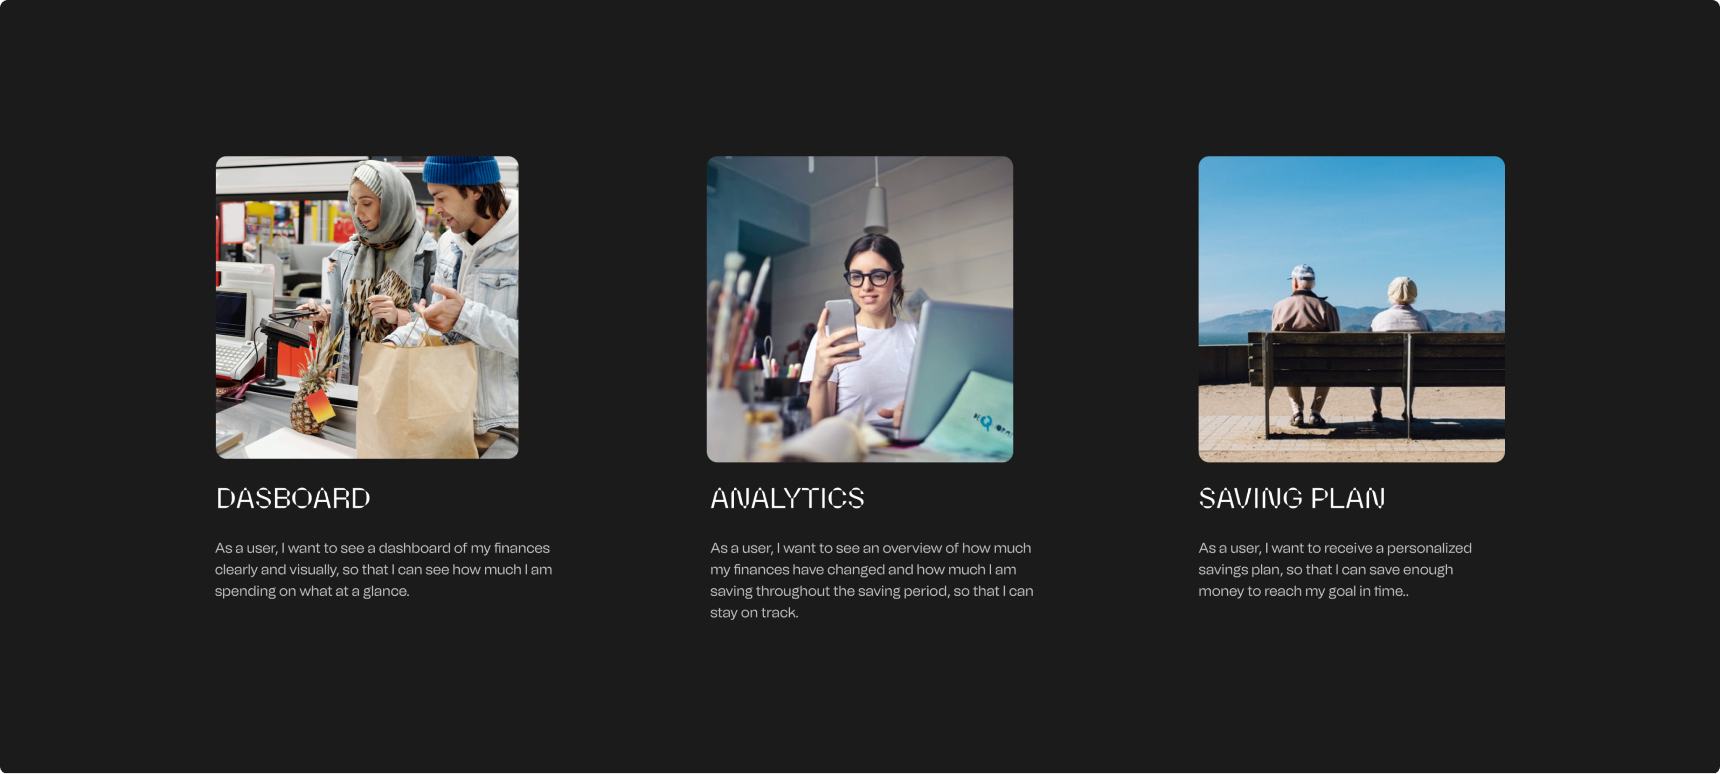 DASBOARD
As a user, I want to see a dashboard of my finances
clearly and visually, so that I can see how much I am
spending on what at a glance.
ANALYTICS
As a user, I want to see an overview of how much
my finances have changed and how much I am
saving throughout the saving period, so that I can
stay on track.
SAVING PLAN
As a user, I want to receive a personalized
savings plan, so that I can save enough
money to reach my goal in time..